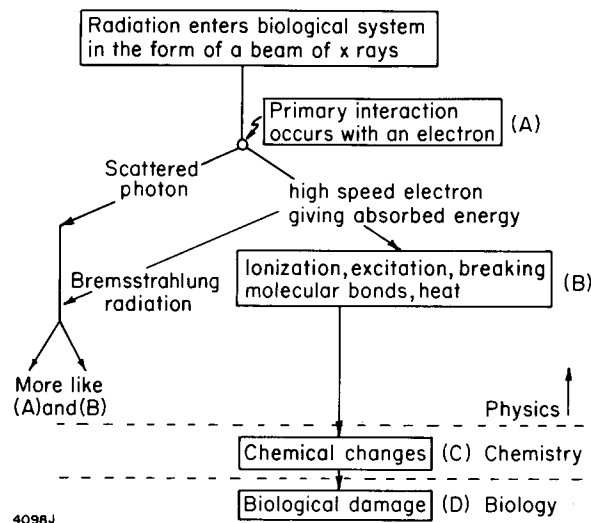 Radiation enters biological system
in the form of a beam of x rays
Primary interaction
occurs with an electron
(A)
Scattered
photon
high speed electron
giving absorbed energy
Bremsstrahlung
radiation
Ionization, excitation, breaking
molecular bonds, heat
(B)
More like
(A) and (B)
Physics
Chemical changes (C) Chemistry
Biological damage (D) Biology
4098J